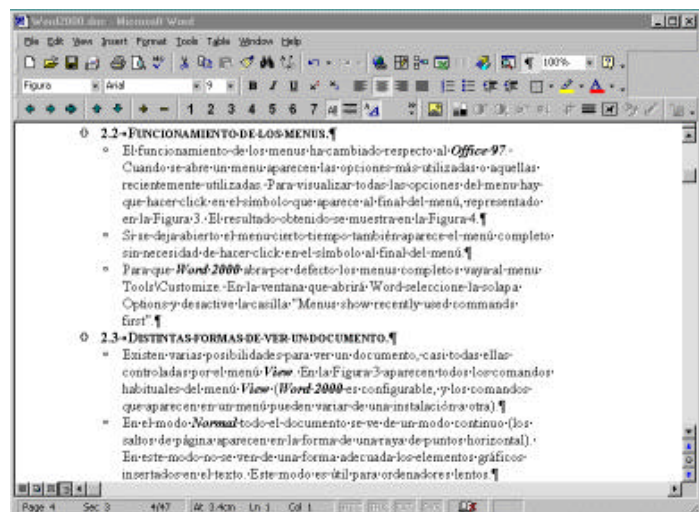 Word2000.doc - Microsoft Word
File Edit View Insert Format Tools Table Window Help
100%
Figura Arial 9 B I U
1 2 3 4 5 6 7 All
2.2 FUNCIONAMIENTO DE LOS MENUS.¶
El funcionamiento de los menus ha cambiado respecto al Office 97.
Cuando se abre un menu aparecen las opciones más utilizadas o aquellas
recientemente utilizadas. Para visualizar todas las opciones del menu hay
que hacer click en el símbolo que aparece al final del menú, representado
en la Figura 3. El resultado obtenido se muestra en la Figura 4.¶
Si se deja abierto el menu cierto tiempo también aparece el menú completo
sin necesidad de hacer click en el símbolo al final del menú.¶
Para que Word 2000 abra por defecto los menus completos vaya al menu
Tools\Customize. En la ventana que abrirá Word seleccione la solapa
Options y desactive la casilla "Menus show recently used commands
first".¶
2.3 DISTINTAS FORMAS DE VER UN DOCUMENTO.¶
Existen varias posibilidades para ver un documento, casi todas ellas
controladas por el menú View. En la Figura 3 aparecen todos los comandos
habituales del menú View (Word 2000 es configurable, y los comandos
que aparecen en un menú pueden variar de una instalación a otra).¶
En el modo Normal todo el documento se ve de un modo continuo (los
saltos de página aparecen en la forma de una raya de puntos horizontal).
En este modo no se ven de una forma adecuada los elementos gráficos
insertados en el texto. Este modo es útil para ordenadores lentos.¶
Page 4 Sec 3 4/47 At 3.4cm Ln 1 Col 1